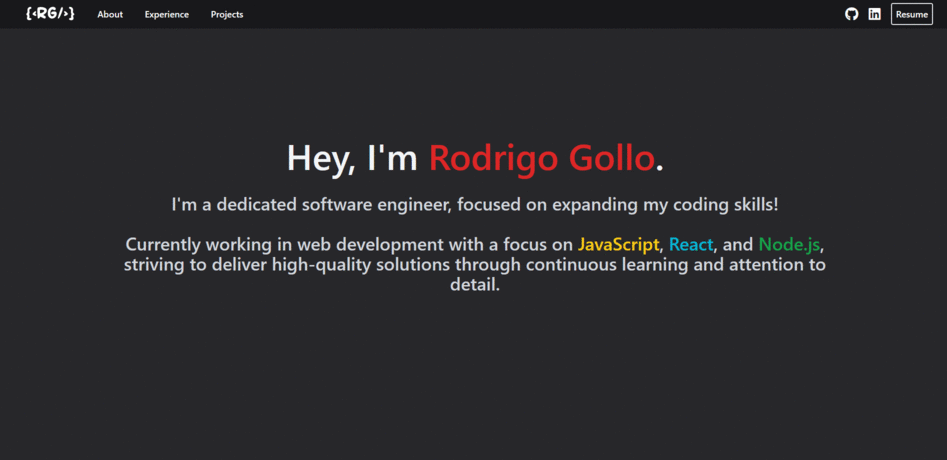 {<RG/>} About Experience Projects Resume
Hey, I'm Rodrigo Gollo.
I'm a dedicated software engineer, focused on expanding my coding skills!
Currently working in web development with a focus on JavaScript, React, and Node.js,
striving to deliver high-quality solutions through continuous learning and attention to
detail.